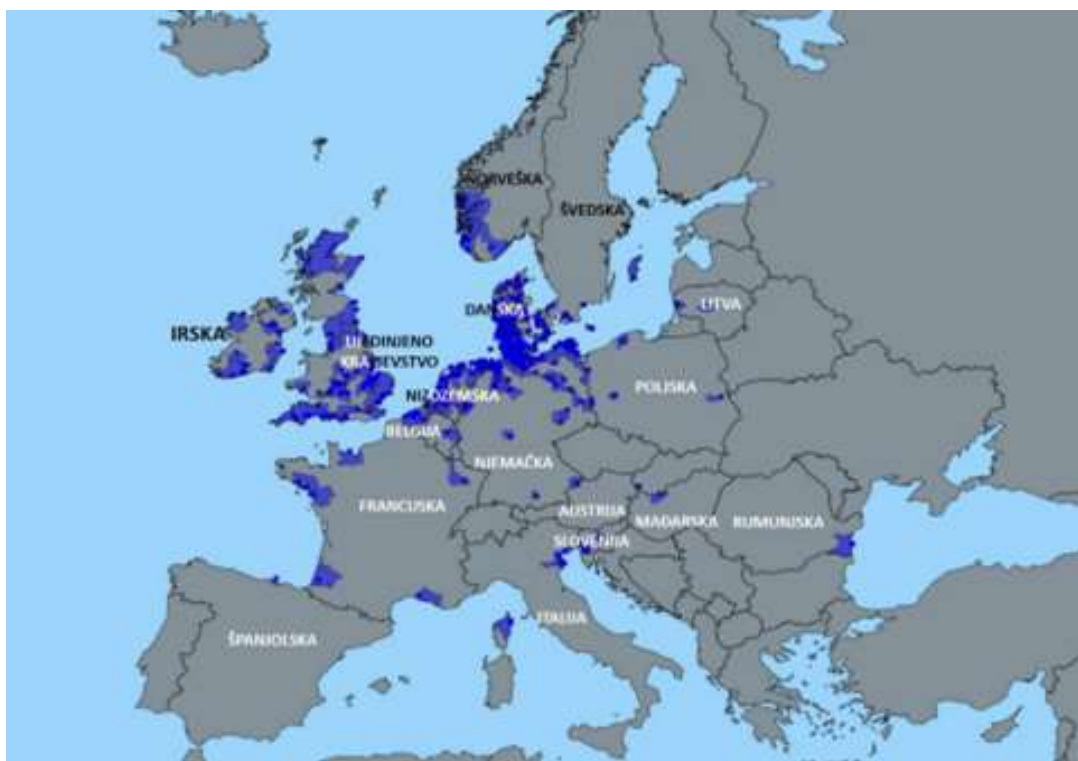 NORVEŠKA
ŠVEDSKA
DANSKA
LITVA
IRSKA
UJEDINJENO
KRALJEVSTVO
NIZOZEMSKA
POLJSKA
BELGIJA
NJEMAČKA
FRANCUSKA
AUSTRIJA
MAĐARSKA
RUMUNJSKA
SLOVENIJA
ITALIJA
ŠPANJOLSKA